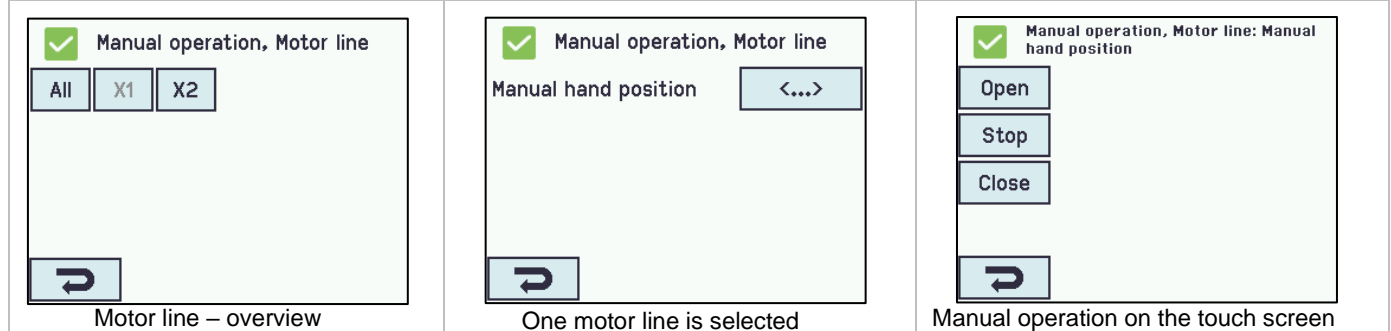 Manual operation, Motor line
All X1 X2
Motor line – overview
Manual operation, Motor line
Manual hand position <...>
One motor line is selected
Manual operation, Motor line: Manual
hand position
Open
Stop
Close
Manual operation on the touch screen